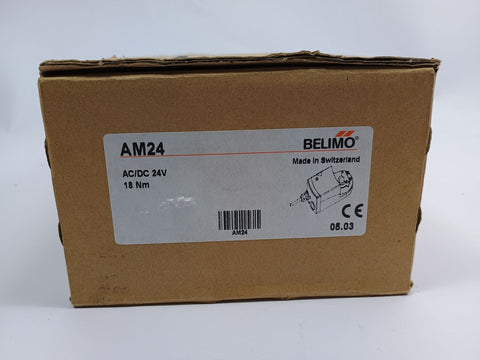 AM24
BELIMO
Made in Switzerland
AC/DC 24V
18 Nm
AM24
CE
05.03